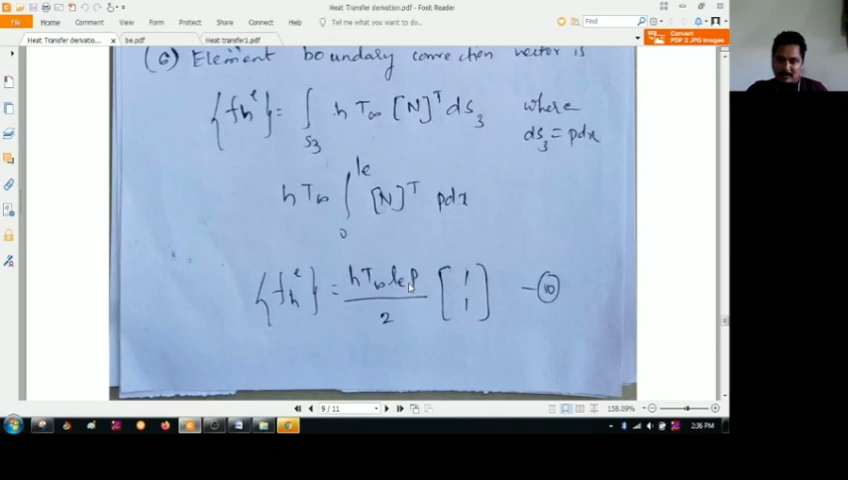 Heat Transfer derivation.pdf - Foxit Reader
File Home Comment View Form Protect Share Connect Help Tell me what you do... Find
Heat Transfer derivatio... be.pdf Heat transfer1.pdf
Convert
PDF 2 JPG Images
(6) Element boundary convection vector is
{fh^e} = ∫_{S3} h T∞ [N]^T dS3 where
dS3 = pdx
h T∞ ∫_0^{le} [N]^T pdx
{fh^e} = hT∞ le P / 2 [1 1] - (10)
9 / 11
158.09%
2:36 PM